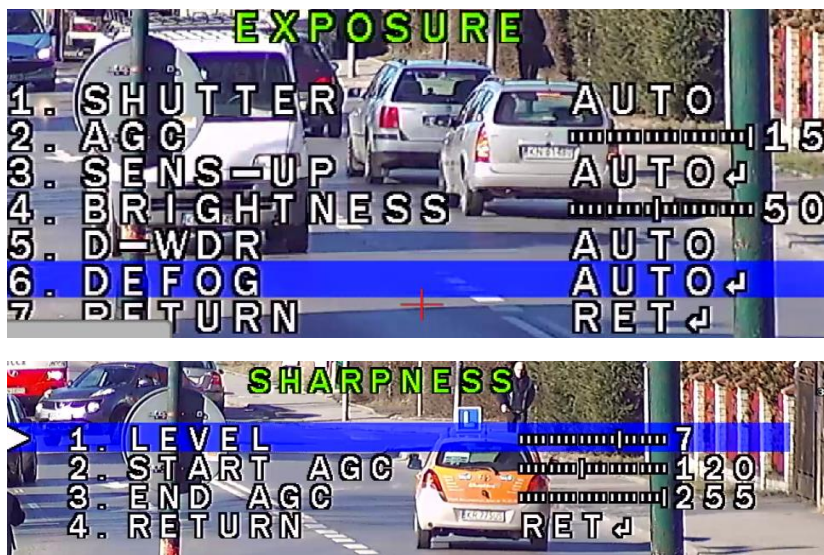 EXPOSURE
1. SHUTTER AUTO
2. AGC 15
3. SENS-UP AUTO↲
4. BRIGHTNESS 50
5. D-WDR AUTO
6. DEFOG AUTO↲
7. RETURN RET↲
SHARPNESS
L
1. LEVEL 7
2. START AGC 120
3. END AGC 255
4. RETURN RET↲